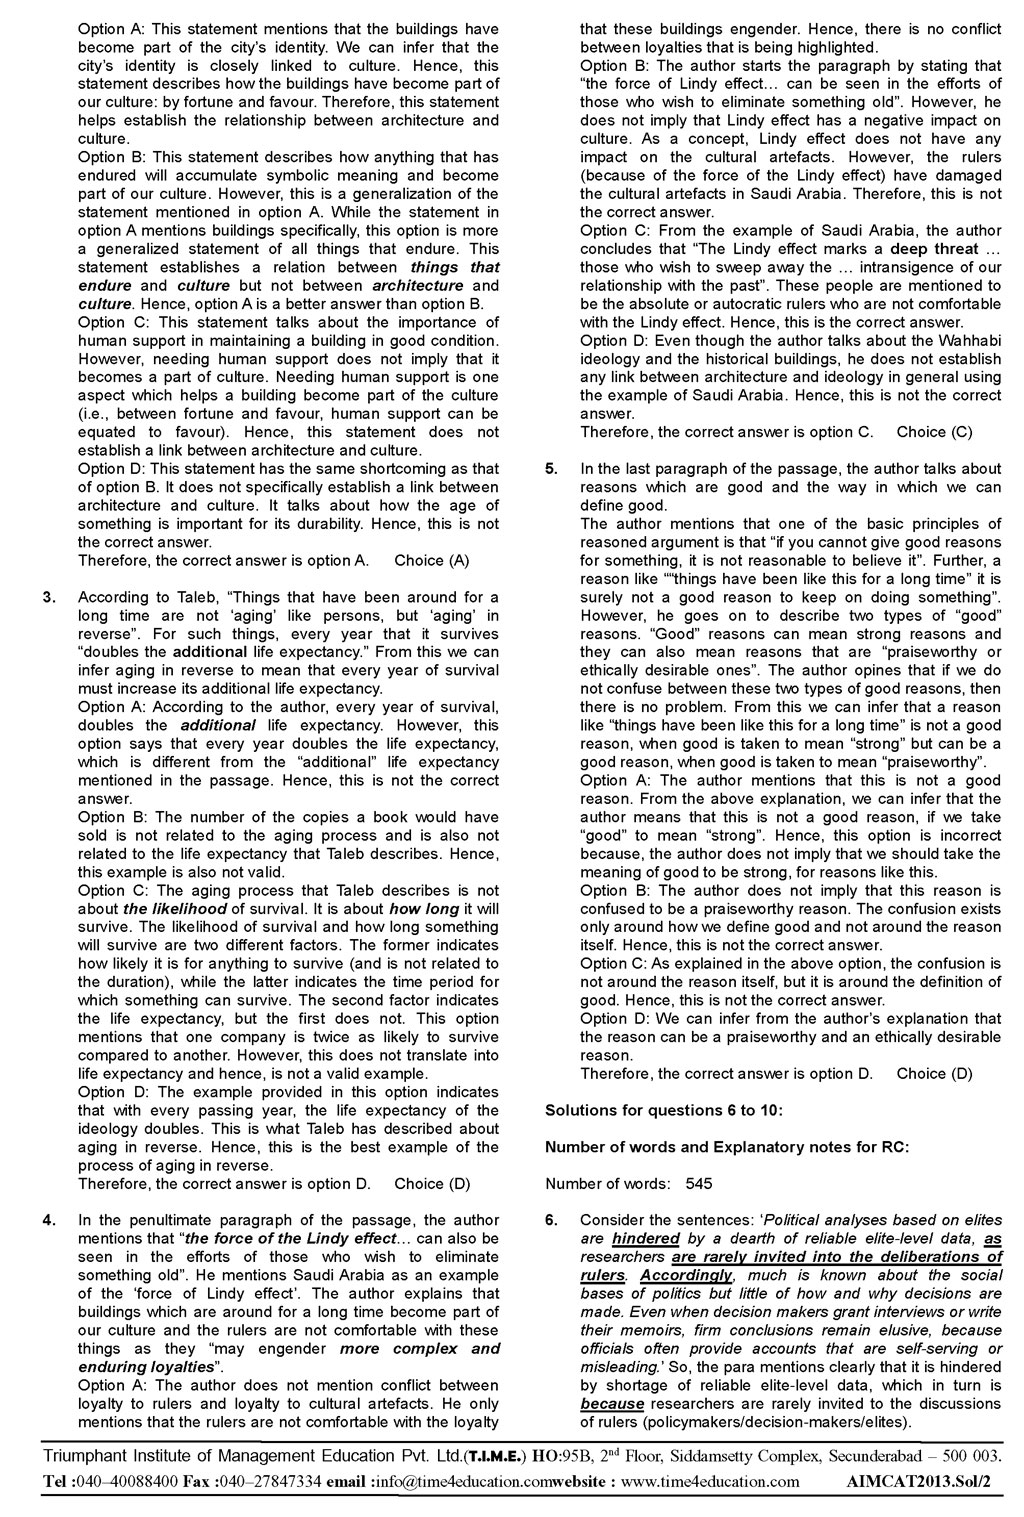 Option A: This statement mentions that the buildings have
become part of the city's identity. We can infer that the
city's identity is closely linked to culture. Hence, this
statement describes how the buildings have become part of
our culture: by fortune and favour. Therefore, this statement
helps establish the relationship between architecture and
culture.
Option B: This statement describes how anything that has
endured will accumulate symbolic meaning and become
part of our culture. However, this is a generalization of the
statement mentioned in option A. While the statement in
option A mentions buildings specifically, this option is more
a generalized statement of all things that endure. This
statement establishes a relation between things that
endure and culture but not between architecture and
culture. Hence, option A is a better answer than option B.
Option C: This statement talks about the importance of
human support in maintaining a building in good condition.
However, needing human support does not imply that it
becomes a part of culture. Needing human support is one
aspect which helps a building become part of the culture
(i.e., between fortune and favour, human support can be
equated to favour). Hence, this statement does not
establish a link between architecture and culture.
Option D: This statement has the same shortcoming as that
of option B. It does not specifically establish a link between
architecture and culture. It talks about how the age of
something is important for its durability. Hence, this is not
the correct answer.
Therefore, the correct answer is option A. Choice (A)
3. According to Taleb, “Things that have been around for a
long time are not ‘aging’ like persons, but ‘aging’ in
reverse”. For such things, every year that it survives
“doubles the additional life expectancy.” From this we can
infer aging in reverse to mean that every year of survival
must increase its additional life expectancy.
Option A: According to the author, every year of survival,
doubles the additional life expectancy. However, this
option says that every year doubles the life expectancy,
which is different from the “additional” life expectancy
mentioned in the passage. Hence, this is not the correct
answer.
Option B: The number of the copies a book would have
sold is not related to the aging process and is also not
related to the life expectancy that Taleb describes. Hence,
this example is also not valid.
Option C: The aging process that Taleb describes is not
about the likelihood of survival. It is about how long it will
survive. The likelihood of survival and how long something
will survive are two different factors. The former indicates
how likely it is for anything to survive (and is not related to
the duration), while the latter indicates the time period for
which something can survive. The second factor indicates
the life expectancy, but the first does not. This option
mentions that one company is twice as likely to survive
compared to another. However, this does not translate into
life expectancy and hence, is not a valid example.
Option D: The example provided in this option indicates
that with every passing year, the life expectancy of the
ideology doubles. This is what Taleb has described about
aging in reverse. Hence, this is the best example of the
process of aging in reverse.
Therefore, the correct answer is option D. Choice (D)
4. In the penultimate paragraph of the passage, the author
mentions that “the force of the Lindy effect… can also be
seen in the efforts of those who wish to eliminate
something old”. He mentions Saudi Arabia as an example
of the ‘force of Lindy effect’. The author explains that
buildings which are around for a long time become part of
our culture and the rulers are not comfortable with these
things as they “may engender more complex and
enduring loyalties”.
Option A: The author does not mention conflict between
loyalty to rulers and loyalty to cultural artefacts. He only
mentions that the rulers are not comfortable with the loyalty
that these buildings engender. Hence, there is no conflict
between loyalties that is being highlighted.
Option B: The author starts the paragraph by stating that
“the force of Lindy effect… can be seen in the efforts of
those who wish to eliminate something old”. However, he
does not imply that Lindy effect has a negative impact on
culture. As a concept, Lindy effect does not have any
impact on the cultural artefacts. However, the rulers
(because of the force of the Lindy effect) have damaged
the cultural artefacts in Saudi Arabia. Therefore, this is not
the correct answer.
Option C: From the example of Saudi Arabia, the author
concludes that “The Lindy effect marks a deep threat …
those who wish to sweep away the … intransigence of our
relationship with the past”. These people are mentioned to
be the absolute or autocratic rulers who are not comfortable
with the Lindy effect. Hence, this is the correct answer.
Option D: Even though the author talks about the Wahhabi
ideology and the historical buildings, he does not establish
any link between architecture and ideology in general using
the example of Saudi Arabia. Hence, this is not the correct
answer.
Therefore, the correct answer is option C. Choice (C)
5. In the last paragraph of the passage, the author talks about
reasons which are good and the way in which we can
define good.
The author mentions that one of the basic principles of
reasoned argument is that “if you cannot give good reasons
for something, it is not reasonable to believe it”. Further, a
reason like ““things have been like this for a long time” it is
surely not a good reason to keep on doing something”.
However, he goes on to describe two types of “good”
reasons. “Good” reasons can mean strong reasons and
they can also mean reasons that are “praiseworthy or
ethically desirable ones”. The author opines that if we do
not confuse between these two types of good reasons, then
there is no problem. From this we can infer that a reason
like “things have been like this for a long time” is not a good
reason, when good is taken to mean “strong” but can be a
good reason, when good is taken to mean “praiseworthy”.
Option A: The author mentions that this is not a good
reason. From the above explanation, we can infer that the
author means that this is not a good reason, if we take
“good” to mean “strong”. Hence, this option is incorrect
because, the author does not imply that we should take the
meaning of good to be strong, for reasons like this.
Option B: The author does not imply that this reason is
confused to be a praiseworthy reason. The confusion exists
only around how we define good and not around the reason
itself. Hence, this is not the correct answer.
Option C: As explained in the above option, the confusion is
not around the reason itself, but it is around the definition of
good. Hence, this is not the correct answer.
Option D: We can infer from the author's explanation that
the reason can be a praiseworthy and an ethically desirable
reason.
Therefore, the correct answer is option D. Choice (D)
Solutions for questions 6 to 10:
Number of words and Explanatory notes for RC:
Number of words: 545
6. Consider the sentences: ‘Political analyses based on elites
are hindered by a dearth of reliable elite-level data, as
researchers are rarely invited into the deliberations of
rulers. Accordingly, much is known about the social
bases of politics but little of how and why decisions are
made. Even when decision makers grant interviews or write
their memoirs, firm conclusions remain elusive, because
officials often provide accounts that are self-serving or
misleading.’ So, the para mentions clearly that it is hindered
by shortage of reliable elite-level data, which in turn is
because researchers are rarely invited to the discussions
of rulers (policymakers/decision-makers/elites).
Triumphant Institute of Management Education Pvt. Ltd.(T.I.M.E.) HO:95B, 2nd Floor, Siddamsetty Complex, Secunderabad – 500 003.
Tel :040–40088400 Fax :040–27847334 email :info@time4education.comwebsite : www.time4education.com AIMCAT2013.Sol/2